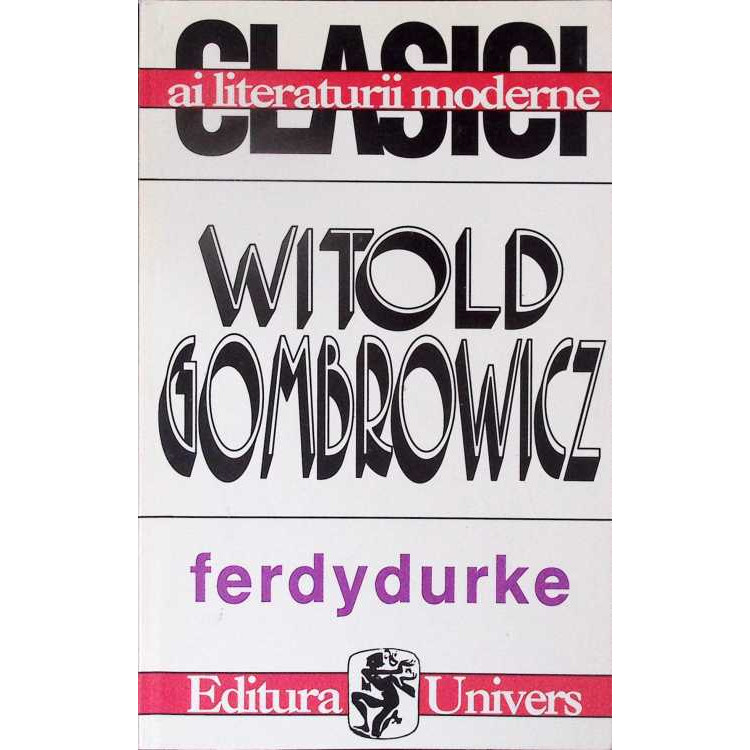 CLASICI
ai literaturii moderne
WITOLD
GOMBROWICZ
ferdydurke
Editura Univers